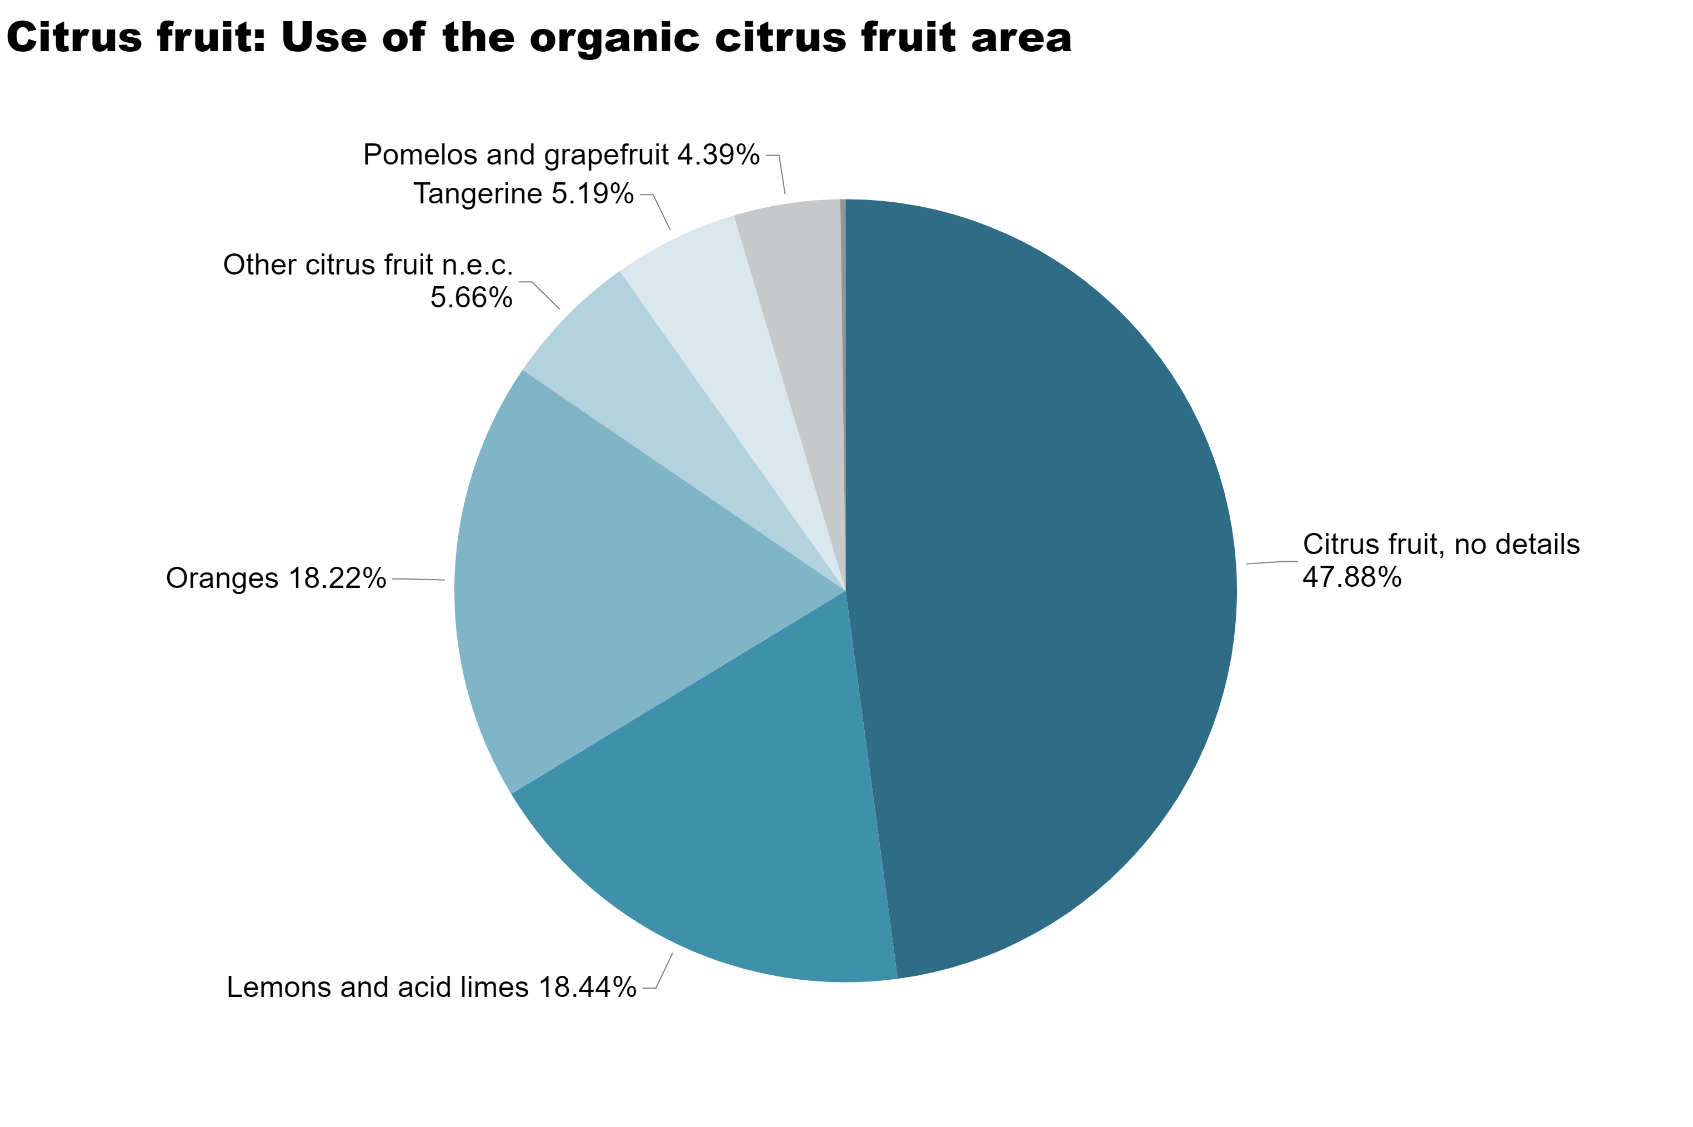 Citrus fruit: Use of the organic citrus fruit area
Pomelos and grapefruit 4.39%
Tangerine 5.19%
Other citrus fruit n.e.c.
5.66%
Citrus fruit, no details
47.88%
Oranges 18.22%
Lemons and acid limes 18.44%